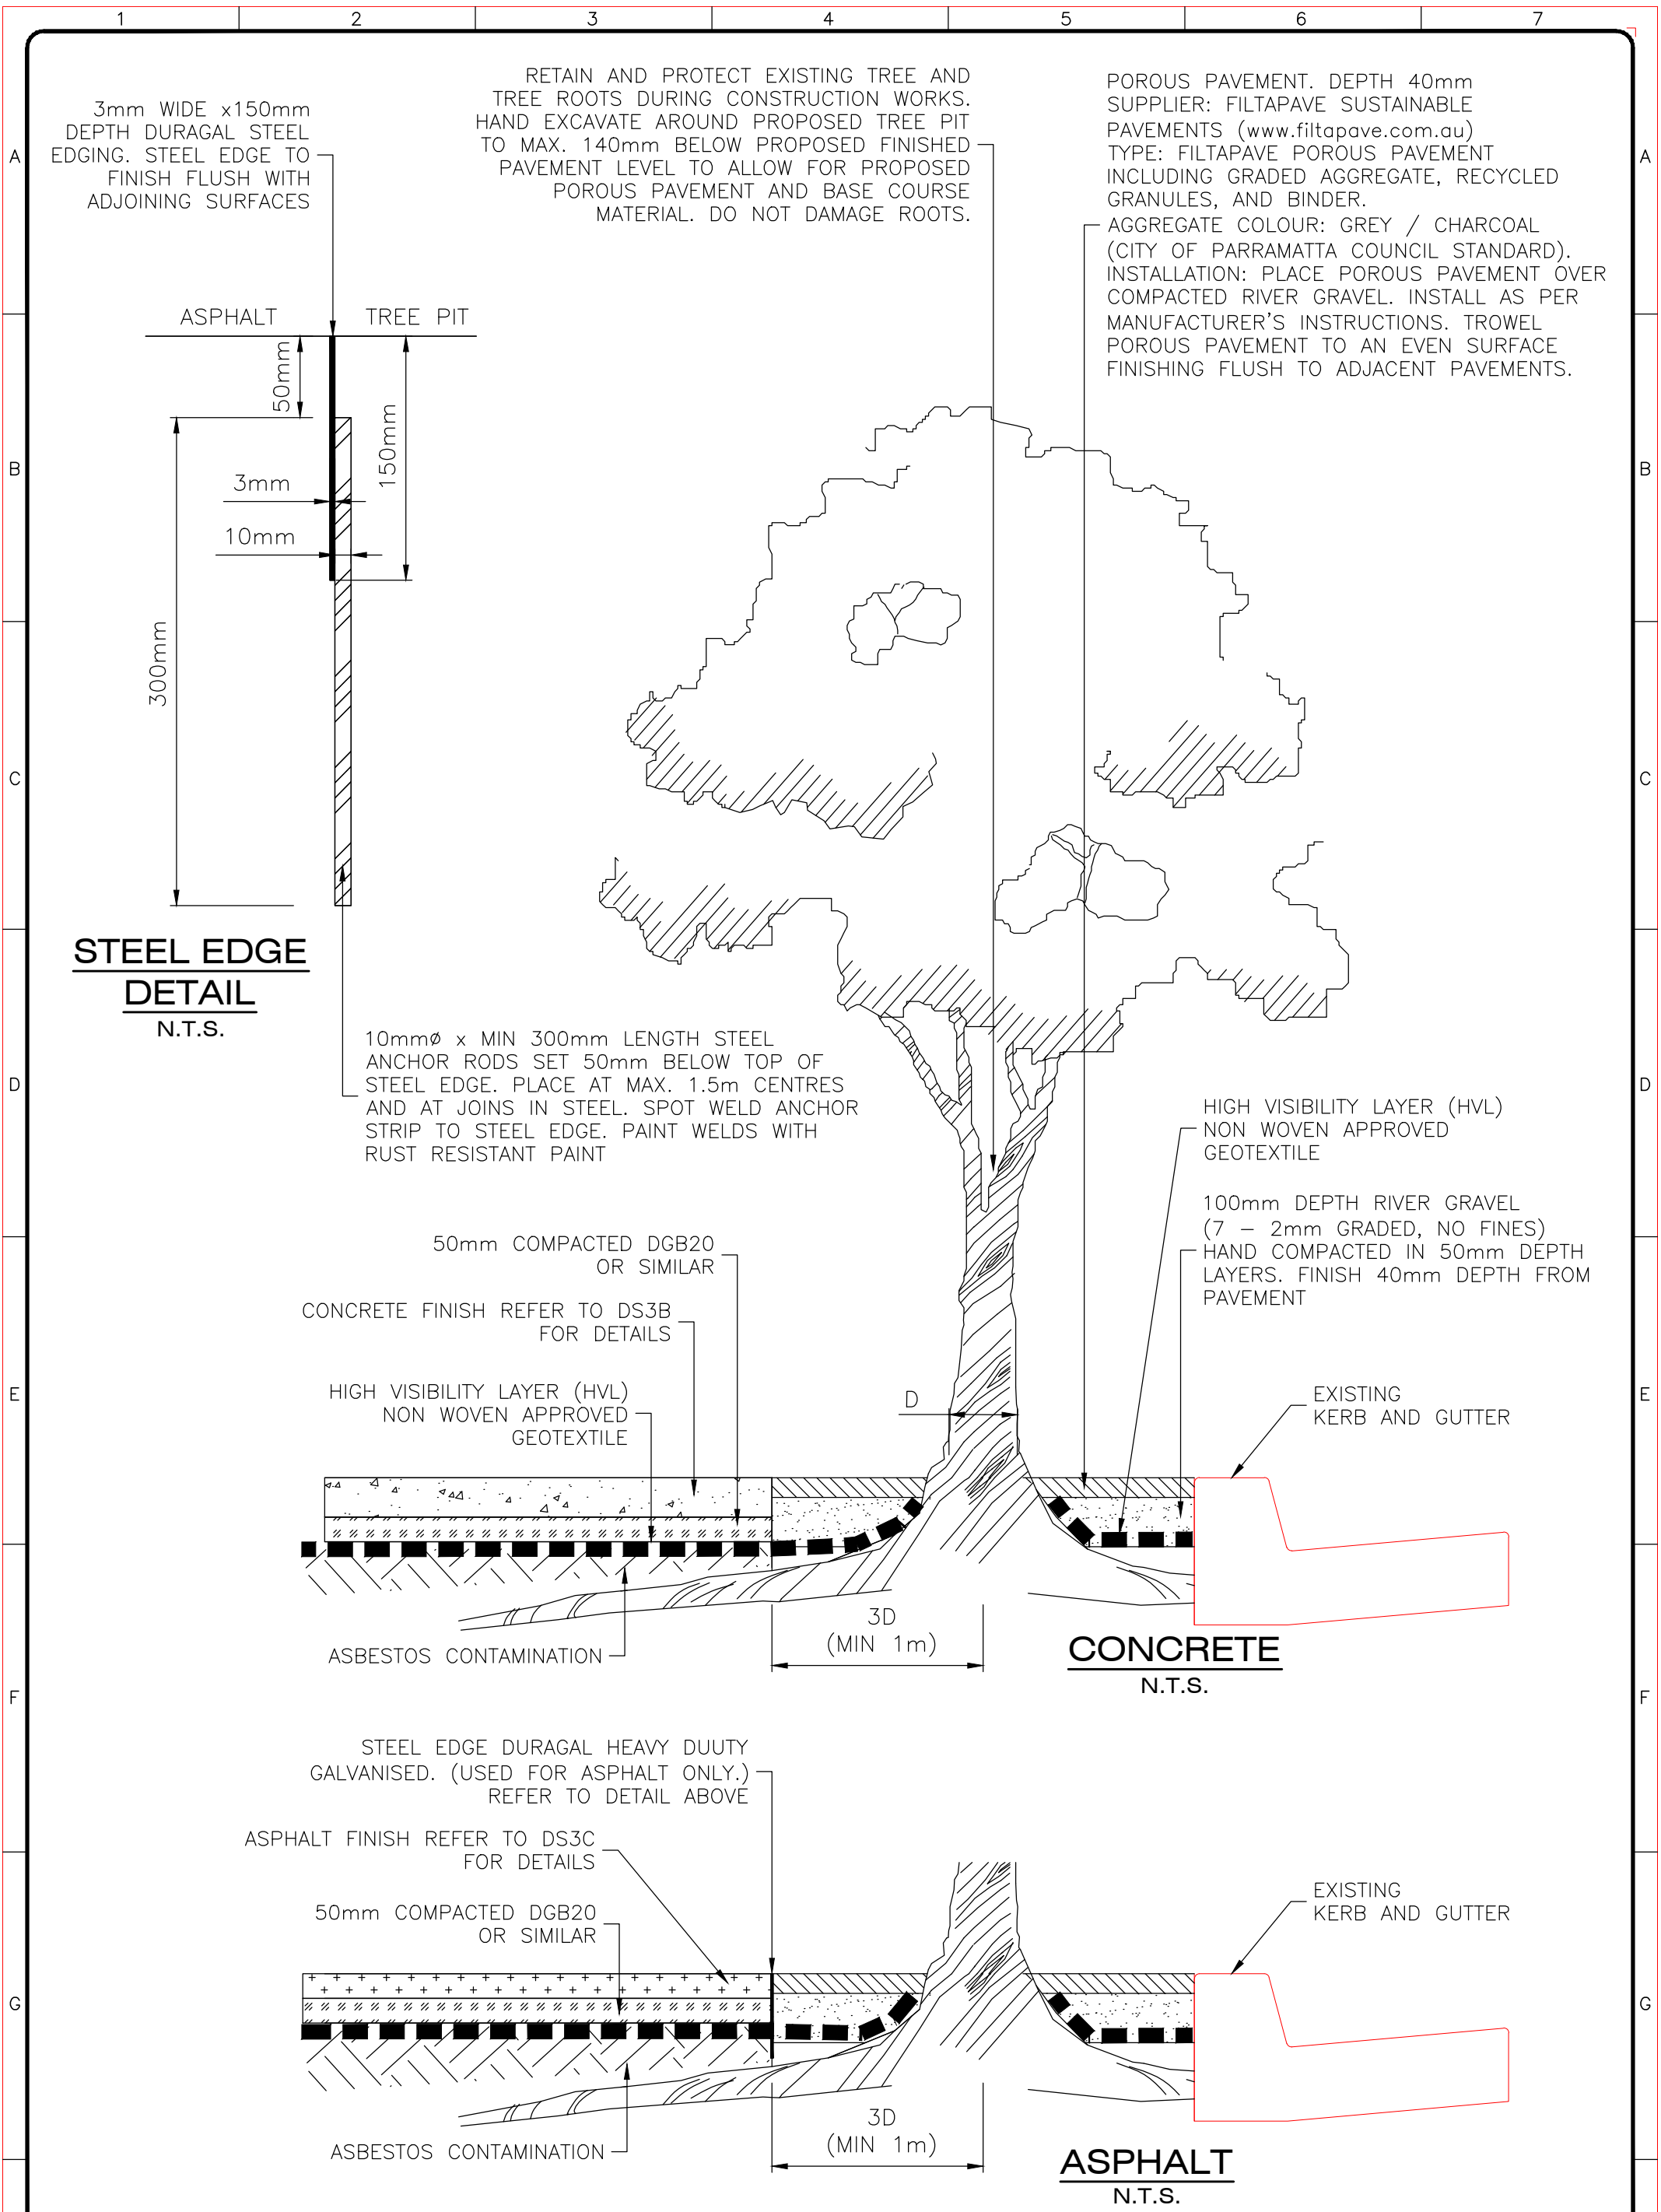 1 2 3 4 5 6 7
A
B
C
D
E
F
G
3mm WIDE x150mm
DEPTH DURAGAL STEEL
EDGING. STEEL EDGE TO
FINISH FLUSH WITH
ADJOINING SURFACES
RETAIN AND PROTECT EXISTING TREE AND
TREE ROOTS DURING CONSTRUCTION WORKS.
HAND EXCAVATE AROUND PROPOSED TREE PIT
TO MAX. 140mm BELOW PROPOSED FINISHED
PAVEMENT LEVEL TO ALLOW FOR PROPOSED
POROUS PAVEMENT AND BASE COURSE
MATERIAL. DO NOT DAMAGE ROOTS.
POROUS PAVEMENT. DEPTH 40mm
SUPPLIER: FILTAPAVE SUSTAINABLE
PAVEMENTS (www.filtapave.com.au)
TYPE: FILTAPAVE POROUS PAVEMENT
INCLUDING GRADED AGGREGATE, RECYCLED
GRANULES, AND BINDER.
AGGREGATE COLOUR: GREY / CHARCOAL
(CITY OF PARRAMATTA COUNCIL STANDARD).
INSTALLATION: PLACE POROUS PAVEMENT OVER
COMPACTED RIVER GRAVEL. INSTALL AS PER
MANUFACTURER'S INSTRUCTIONS. TROWEL
POROUS PAVEMENT TO AN EVEN SURFACE
FINISHING FLUSH TO ADJACENT PAVEMENTS.
ASPHALT TREE PIT
50mm
150mm
3mm
10mm
300mm
STEEL EDGE
DETAIL
N.T.S.
10mmø x MIN 300mm LENGTH STEEL
ANCHOR RODS SET 50mm BELOW TOP OF
STEEL EDGE. PLACE AT MAX. 1.5m CENTRES
AND AT JOINS IN STEEL. SPOT WELD ANCHOR
STRIP TO STEEL EDGE. PAINT WELDS WITH
RUST RESISTANT PAINT
HIGH VISIBILITY LAYER (HVL)
NON WOVEN APPROVED
GEOTEXTILE
100mm DEPTH RIVER GRAVEL
(7 – 2mm GRADED, NO FINES)
HAND COMPACTED IN 50mm DEPTH
LAYERS. FINISH 40mm DEPTH FROM
PAVEMENT
50mm COMPACTED DGB20
OR SIMILAR
CONCRETE FINISH REFER TO DS3B
FOR DETAILS
HIGH VISIBILITY LAYER (HVL)
NON WOVEN APPROVED
GEOTEXTILE
D
EXISTING
KERB AND GUTTER
ASBESTOS CONTAMINATION
3D
(MIN 1m)
CONCRETE
N.T.S.
STEEL EDGE DURAGAL HEAVY DUUTY
GALVANISED. (USED FOR ASPHALT ONLY.)
REFER TO DETAIL ABOVE
ASPHALT FINISH REFER TO DS3C
FOR DETAILS
50mm COMPACTED DGB20
OR SIMILAR
EXISTING
KERB AND GUTTER
ASBESTOS CONTAMINATION
3D
(MIN 1m)
ASPHALT
N.T.S.
A
B
C
D
E
F
G